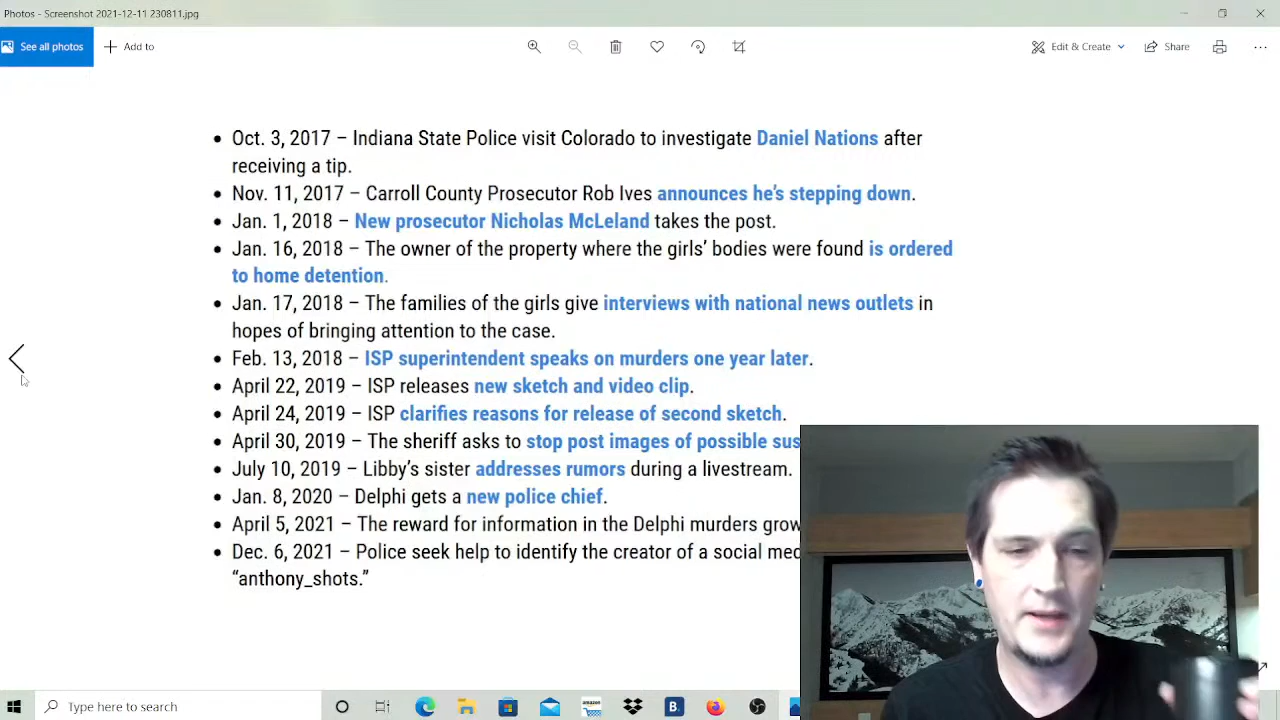 Photos - Screenshot 2021-12-11 230811.jpg
See all photos
Add to
Edit & Create
Share
Oct. 3, 2017 – Indiana State Police visit Colorado to investigate Daniel Nations after
receiving a tip.
Nov. 11, 2017 – Carroll County Prosecutor Rob Ives announces he's stepping down.
Jan. 1, 2018 – New prosecutor Nicholas McLeland takes the post.
Jan. 16, 2018 – The owner of the property where the girls' bodies were found is ordered
to home detention.
Jan. 17, 2018 – The families of the girls give interviews with national news outlets in
hopes of bringing attention to the case.
Feb. 13, 2018 – ISP superintendent speaks on murders one year later.
April 22, 2019 – ISP releases new sketch and video clip.
April 24, 2019 – ISP clarifies reasons for release of second sketch.
April 30, 2019 – The sheriff asks to stop post images of possible sus
July 10, 2019 – Libby's sister addresses rumors during a livestream.
Jan. 8, 2020 – Delphi gets a new police chief.
April 5, 2021 – The reward for information in the Delphi murders grow
Dec. 6, 2021 – Police seek help to identify the creator of a social med
"anthony_shots."
Type here to search
amazon
B.